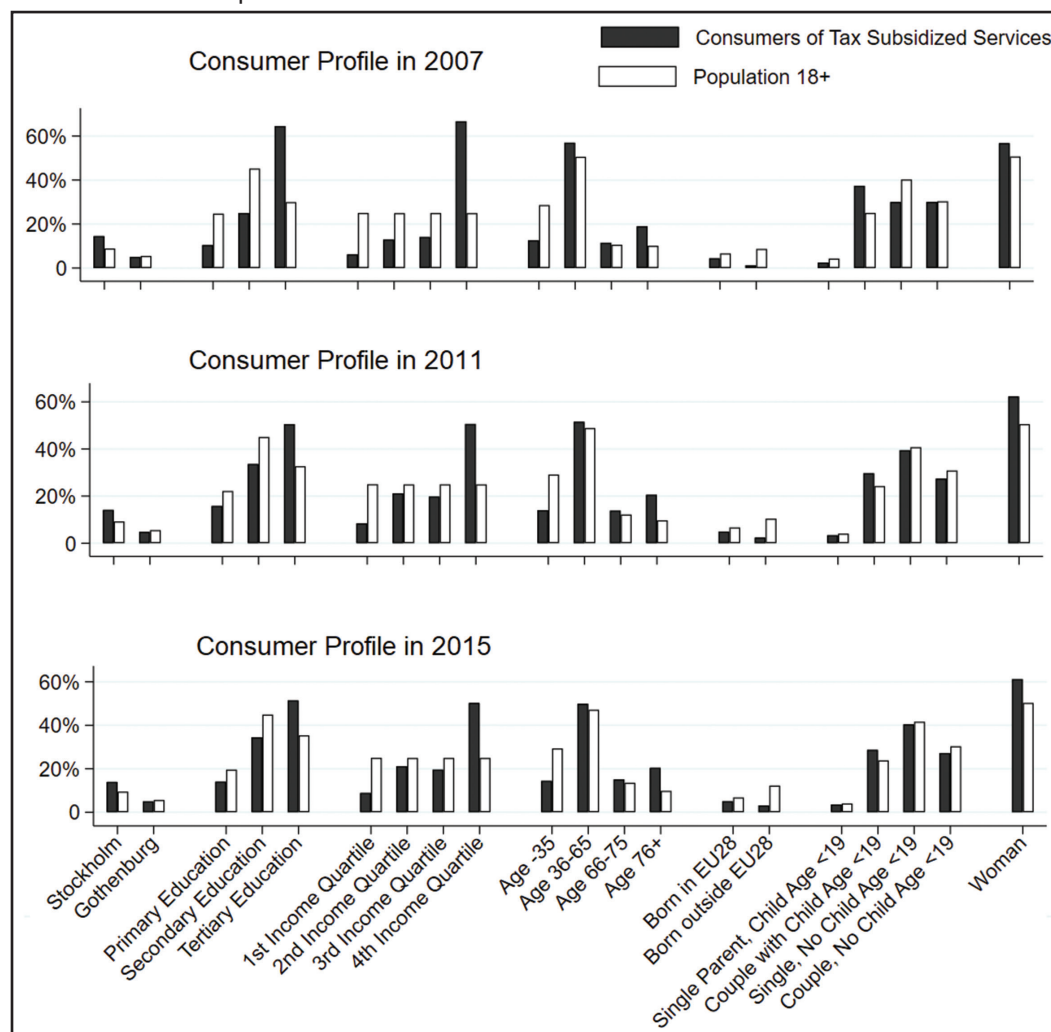 Consumers of Tax Subsidized Services
Population 18+
Consumer Profile in 2007
60%
40%
20%
0
Consumer Profile in 2011
60%
40%
20%
0
Consumer Profile in 2015
60%
40%
20%
0
Stockholm
Gothenburg
Primary Education
Secondary Education
Tertiary Education
1st Income Quartile
2nd Income Quartile
3rd Income Quartile
4th Income Quartile
Age -35
Age 36-65
Age 66-75
Age 76+
Born in EU28
Born outside EU28
Single Parent, Child Age <19
Couple with Child Age <19
Single, No Child Age <19
Couple, No Child Age <19
Woman